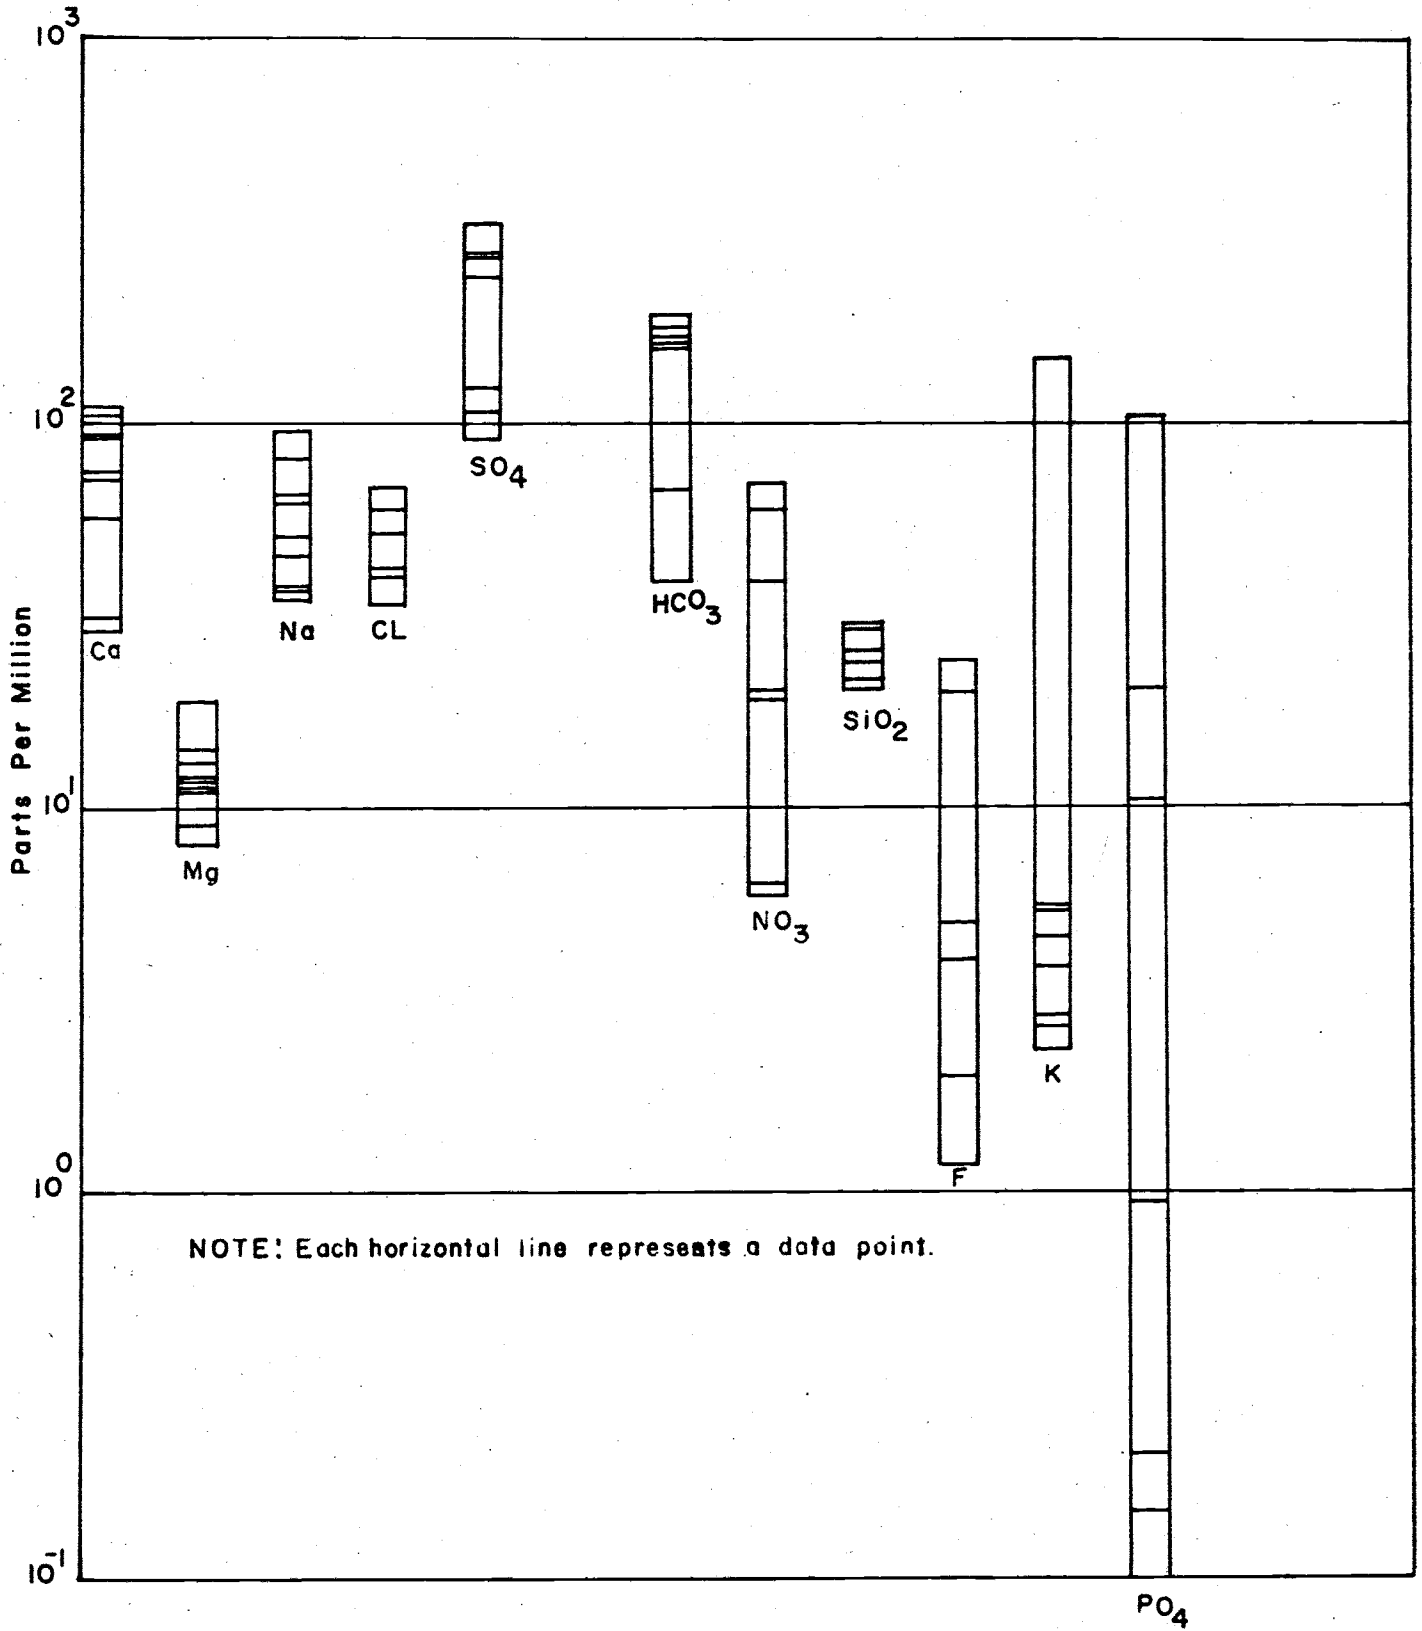 10³
10²
10¹
10⁰
10⁻¹
Parts Per Million
Ca
Mg
Na
CL
SO₄
HCO₃
NO₃
SiO₂
F
K
PO₄
NOTE: Each horizontal line represents a data point.